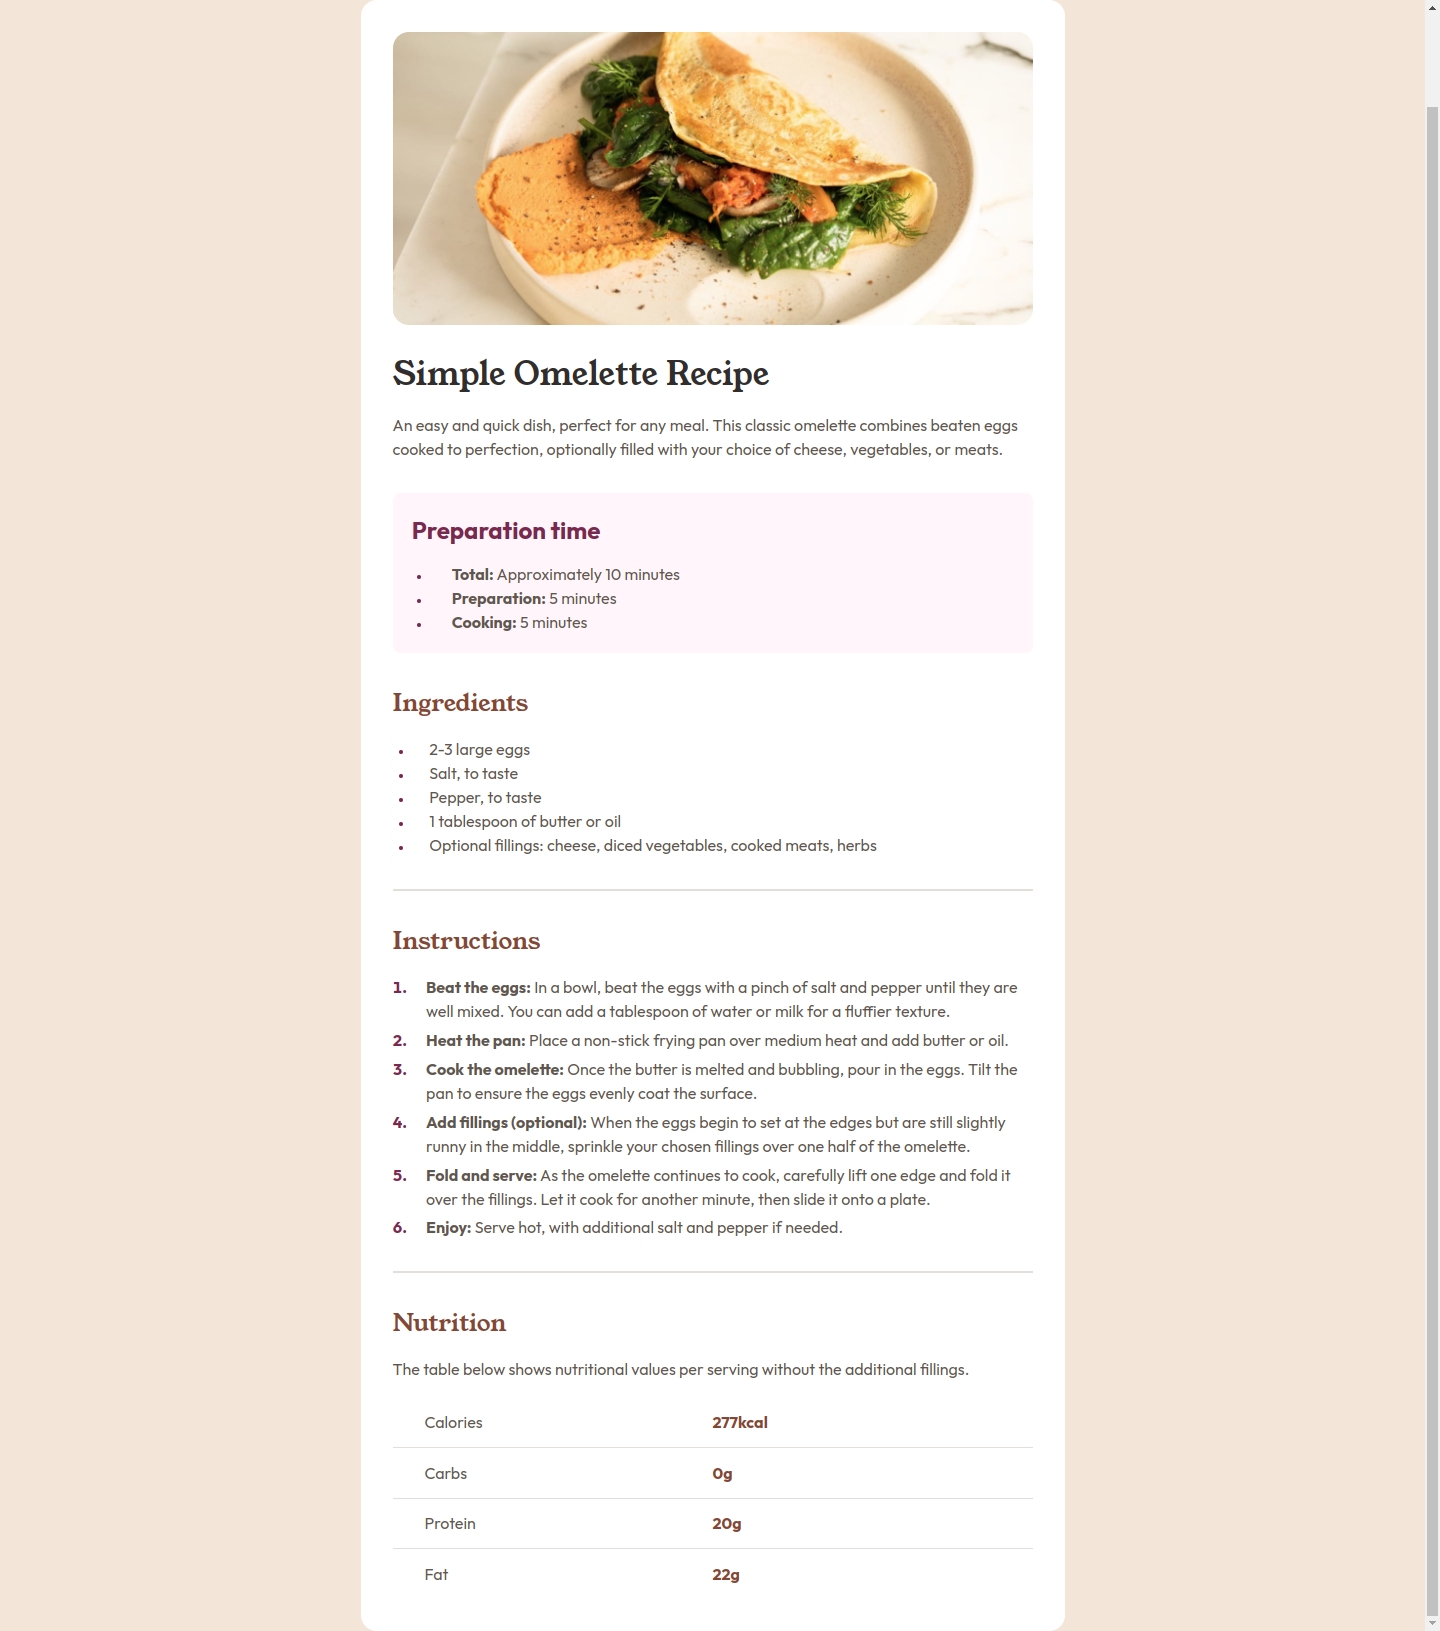 Simple Omelette Recipe
An easy and quick dish, perfect for any meal. This classic omelette combines beaten eggs
cooked to perfection, optionally filled with your choice of cheese, vegetables, or meats.
Preparation time
• Total: Approximately 10 minutes
• Preparation: 5 minutes
• Cooking: 5 minutes
Ingredients
• 2-3 large eggs
• Salt, to taste
• Pepper, to taste
• 1 tablespoon of butter or oil
• Optional fillings: cheese, diced vegetables, cooked meats, herbs
Instructions
1. Beat the eggs: In a bowl, beat the eggs with a pinch of salt and pepper until they are
well mixed. You can add a tablespoon of water or milk for a fluffier texture.
2. Heat the pan: Place a non-stick frying pan over medium heat and add butter or oil.
3. Cook the omelette: Once the butter is melted and bubbling, pour in the eggs. Tilt the
pan to ensure the eggs evenly coat the surface.
4. Add fillings (optional): When the eggs begin to set at the edges but are still slightly
runny in the middle, sprinkle your chosen fillings over one half of the omelette.
5. Fold and serve: As the omelette continues to cook, carefully lift one edge and fold it
over the fillings. Let it cook for another minute, then slide it onto a plate.
6. Enjoy: Serve hot, with additional salt and pepper if needed.
Nutrition
The table below shows nutritional values per serving without the additional fillings.
Calories 277kcal
Carbs 0g
Protein 20g
Fat 22g